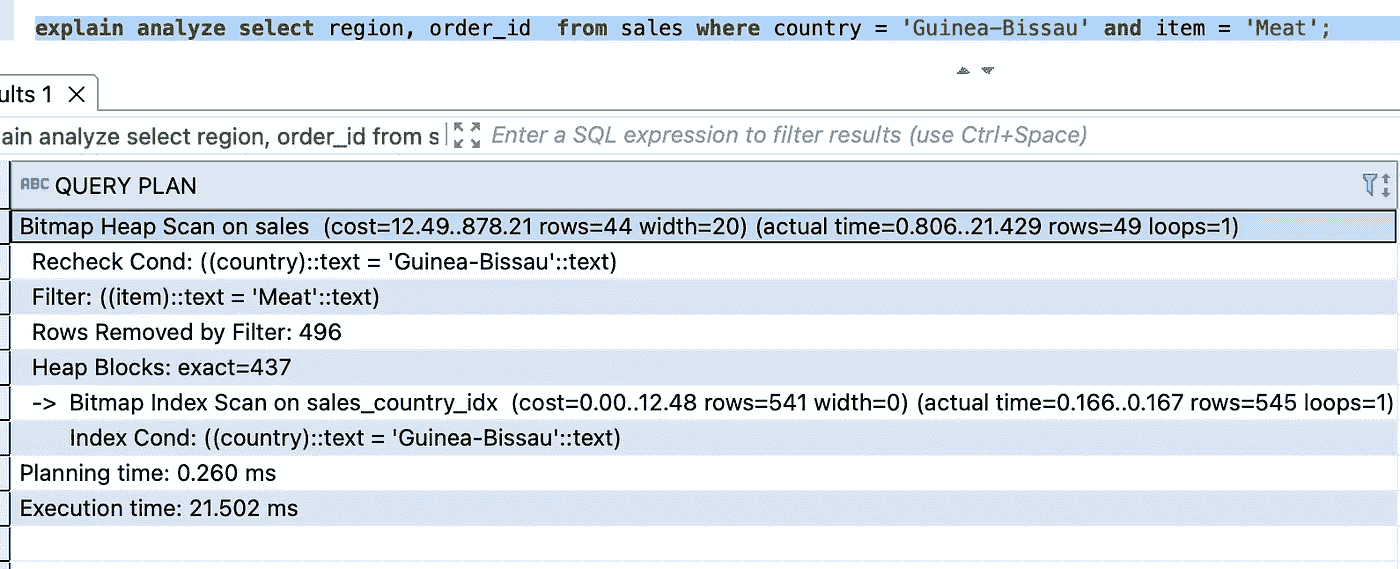 explain analyze select region, order_id  from sales where country = 'Guinea-Bissau' and item = 'Meat';
ults 1
ain analyze select region, order_id from s
Enter a SQL expression to filter results (use Ctrl+Space)
ABC QUERY PLAN
Bitmap Heap Scan on sales  (cost=12.49..878.21 rows=44 width=20) (actual time=0.806..21.429 rows=49 loops=1)
Recheck Cond: ((country)::text = 'Guinea-Bissau'::text)
Filter: ((item)::text = 'Meat'::text)
Rows Removed by Filter: 496
Heap Blocks: exact=437
->  Bitmap Index Scan on sales_country_idx  (cost=0.00..12.48 rows=541 width=0) (actual time=0.166..0.167 rows=545 loops=1)
Index Cond: ((country)::text = 'Guinea-Bissau'::text)
Planning time: 0.260 ms
Execution time: 21.502 ms